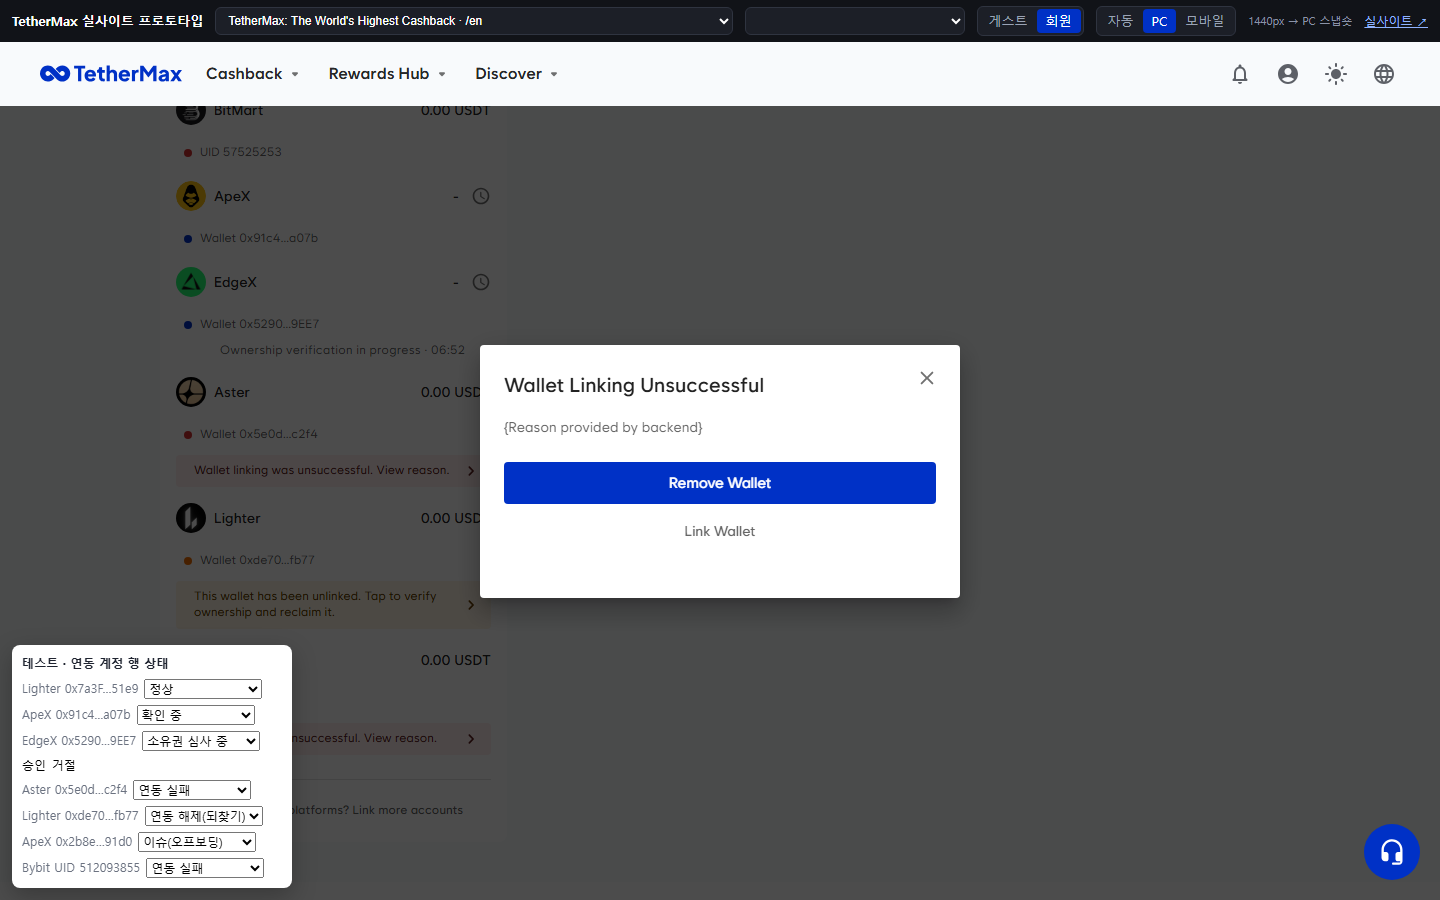 TetherMax 실사이트 프로토타입
TetherMax: The World's Highest Cashback · /en
게스트 회원
자동 PC 모바일
1440px → PC 스냅숏
실사이트 ↗
TetherMax
Cashback
Rewards Hub
Discover
BitMart 0.00 USDT
UID 57525253
ApeX -
Wallet 0x91c4...a07b
EdgeX -
Wallet 0x5290...9EE7
Ownership verification in progress · 06:52
Aster 0.00 USD
Wallet 0x5e0d...c2f4
Wallet linking was unsuccessful. View reason.
Lighter 0.00 USD
Wallet 0xde70...fb77
This wallet has been unlinked. Tap to verify
ownership and reclaim it.
0.00 USDT
nsuccessful. View reason.
platforms? Link more accounts
Wallet Linking Unsuccessful
{Reason provided by backend}
Remove Wallet
Link Wallet
테스트 · 연동 계정 행 상태
Lighter 0x7a3F...51e9 정상
ApeX 0x91c4...a07b 확인 중
EdgeX 0x5290...9EE7 소유권 심사 중
승인 거절
Aster 0x5e0d...c2f4 연동 실패
Lighter 0xde70...fb77 연동 해제(되찾기)
ApeX 0x2b8e...91d0 이슈(오프보딩)
Bybit UID 512093855 연동 실패